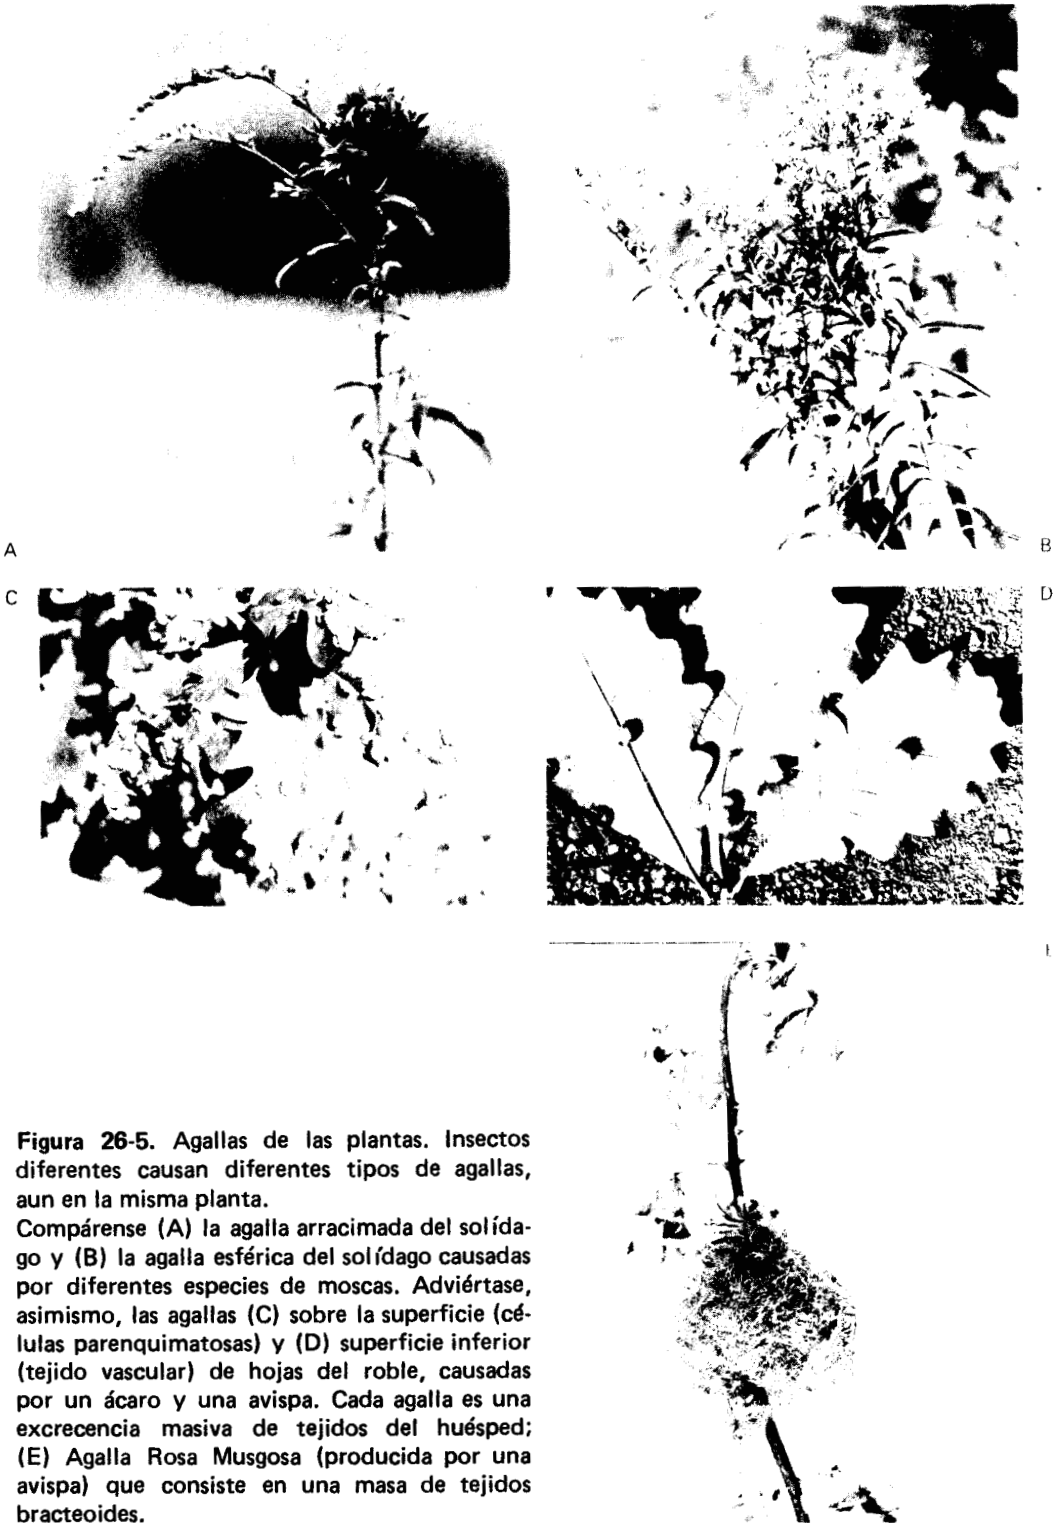 A
B
C
D
Figura 26-5. Agallas de las plantas. Insectos
diferentes causan diferentes tipos de agallas,
aun en la misma planta.
Compárense (A) la agalla arracimada del solída-
go y (B) la agalla esférica del solídago causadas
por diferentes especies de moscas. Adviértase,
asimismo, las agallas (C) sobre la superficie (cé-
lulas parenquimatosas) y (D) superficie inferior
(tejido vascular) de hojas del roble, causadas
por un ácaro y una avispa. Cada agalla es una
excrecencia masiva de tejidos del huésped;
(E) Agalla Rosa Musgosa (producida por una
avispa) que consiste en una masa de tejidos
bracteoides.